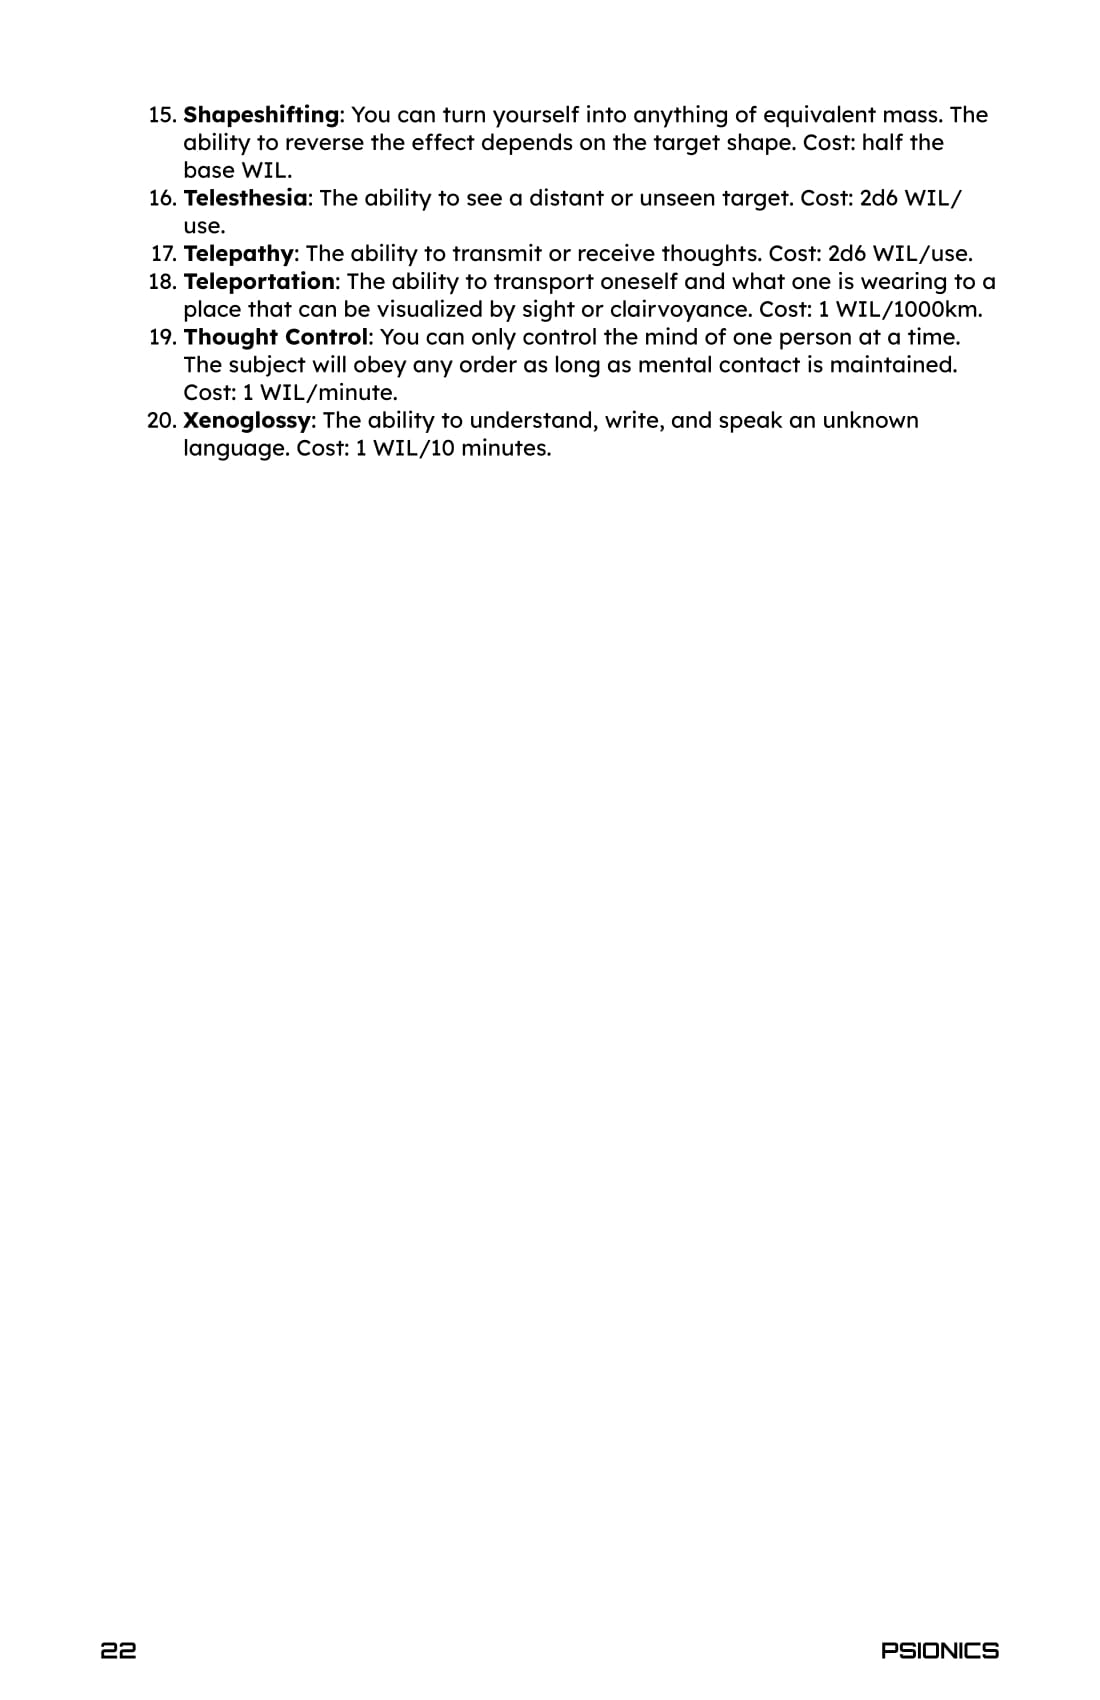 15. Shapeshifting: You can turn yourself into anything of equivalent mass. The
ability to reverse the effect depends on the target shape. Cost: half the
base WIL.
16. Telesthesia: The ability to see a distant or unseen target. Cost: 2d6 WIL/
use.
17. Telepathy: The ability to transmit or receive thoughts. Cost: 2d6 WIL/use.
18. Teleportation: The ability to transport oneself and what one is wearing to a
place that can be visualized by sight or clairvoyance. Cost: 1 WIL/1000km.
19. Thought Control: You can only control the mind of one person at a time.
The subject will obey any order as long as mental contact is maintained.
Cost: 1 WIL/minute.
20. Xenoglossy: The ability to understand, write, and speak an unknown
language. Cost: 1 WIL/10 minutes.
22
PSIONICS